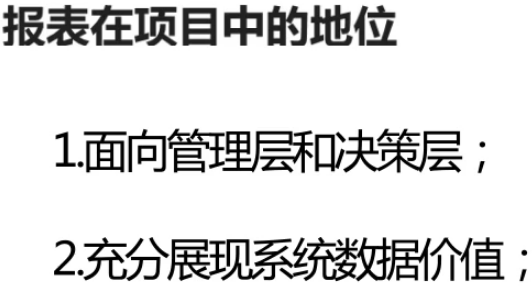 报表在项目中的地位
1.面向管理层和决策层；
2.充分展现系统数据价值；